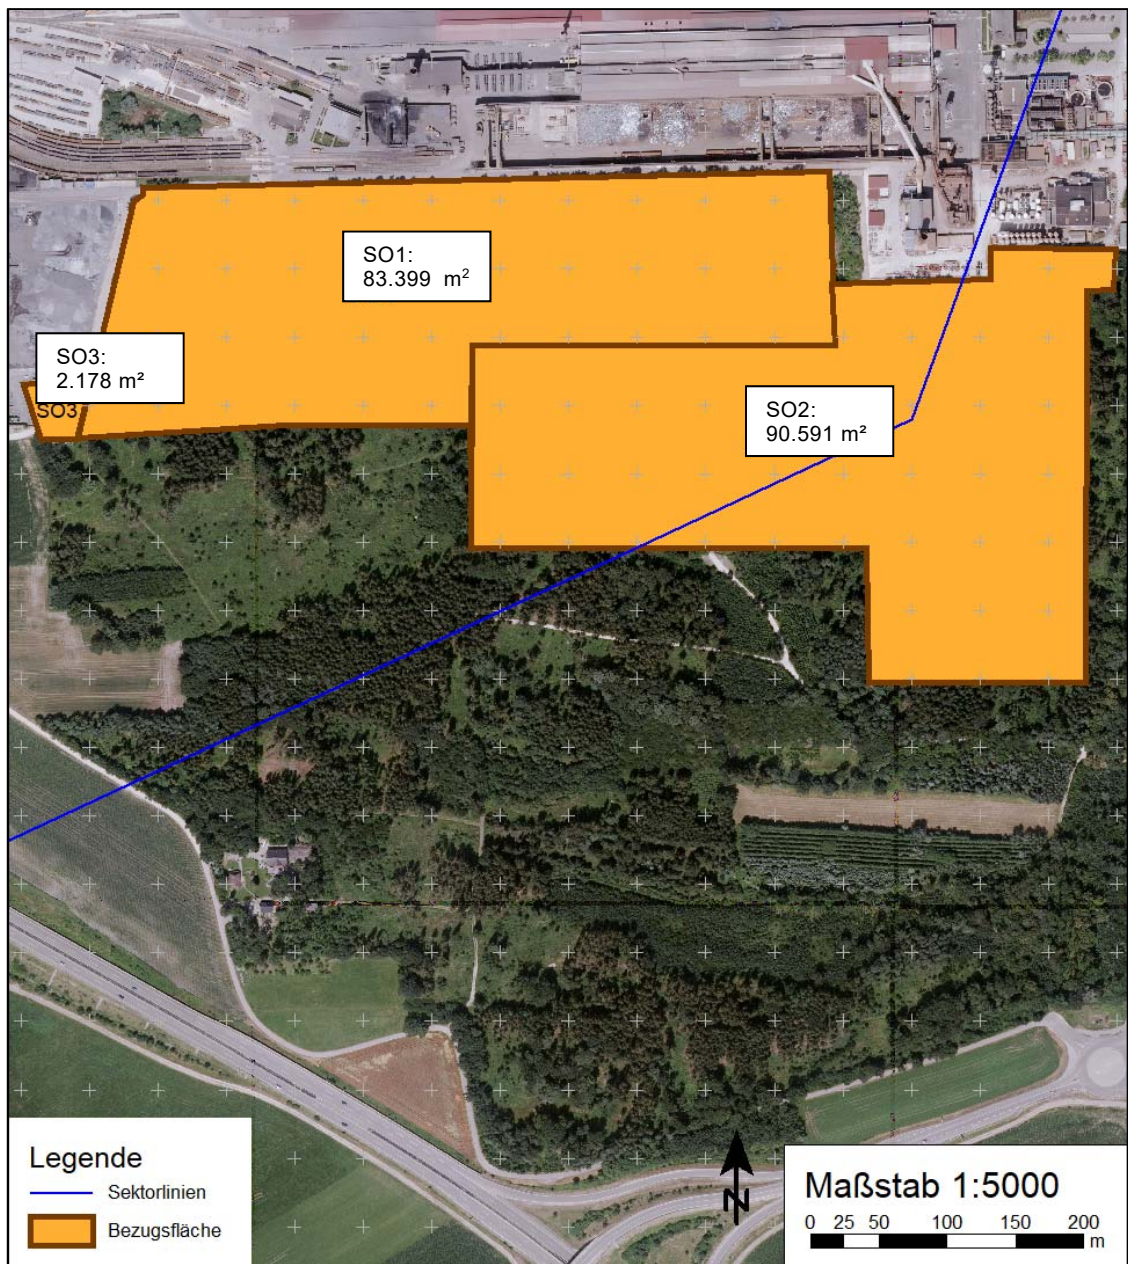 SO1:
83.399 m²
SO3:
2.178 m²
SO3
SO2:
90.591 m²
Legende
Sektorlinien
Bezugsfläche
N
Maßstab 1:5000
0 25 50 100 150 200
m